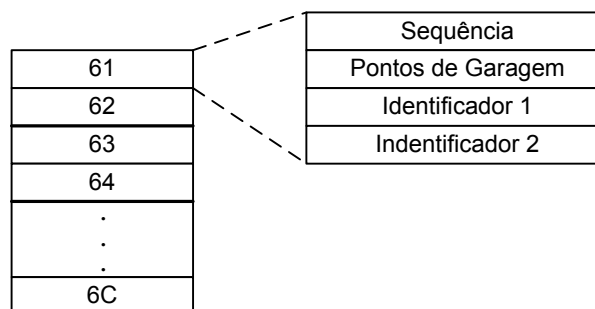 61
62
63
64
.
.
.
6C
Sequência
Pontos de Garagem
Identificador 1
Indentificador 2